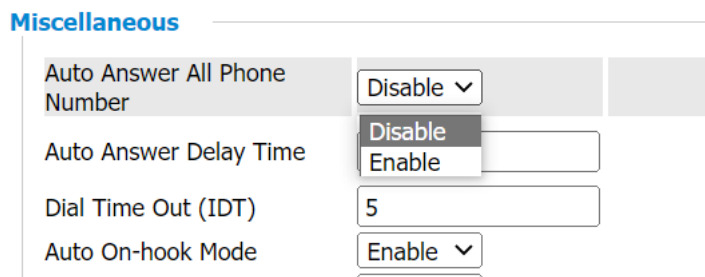 Miscellaneous
Auto Answer All Phone
Number
Disable
Disable
Enable
Auto Answer Delay Time
Dial Time Out (IDT)
5
Auto On-hook Mode
Enable